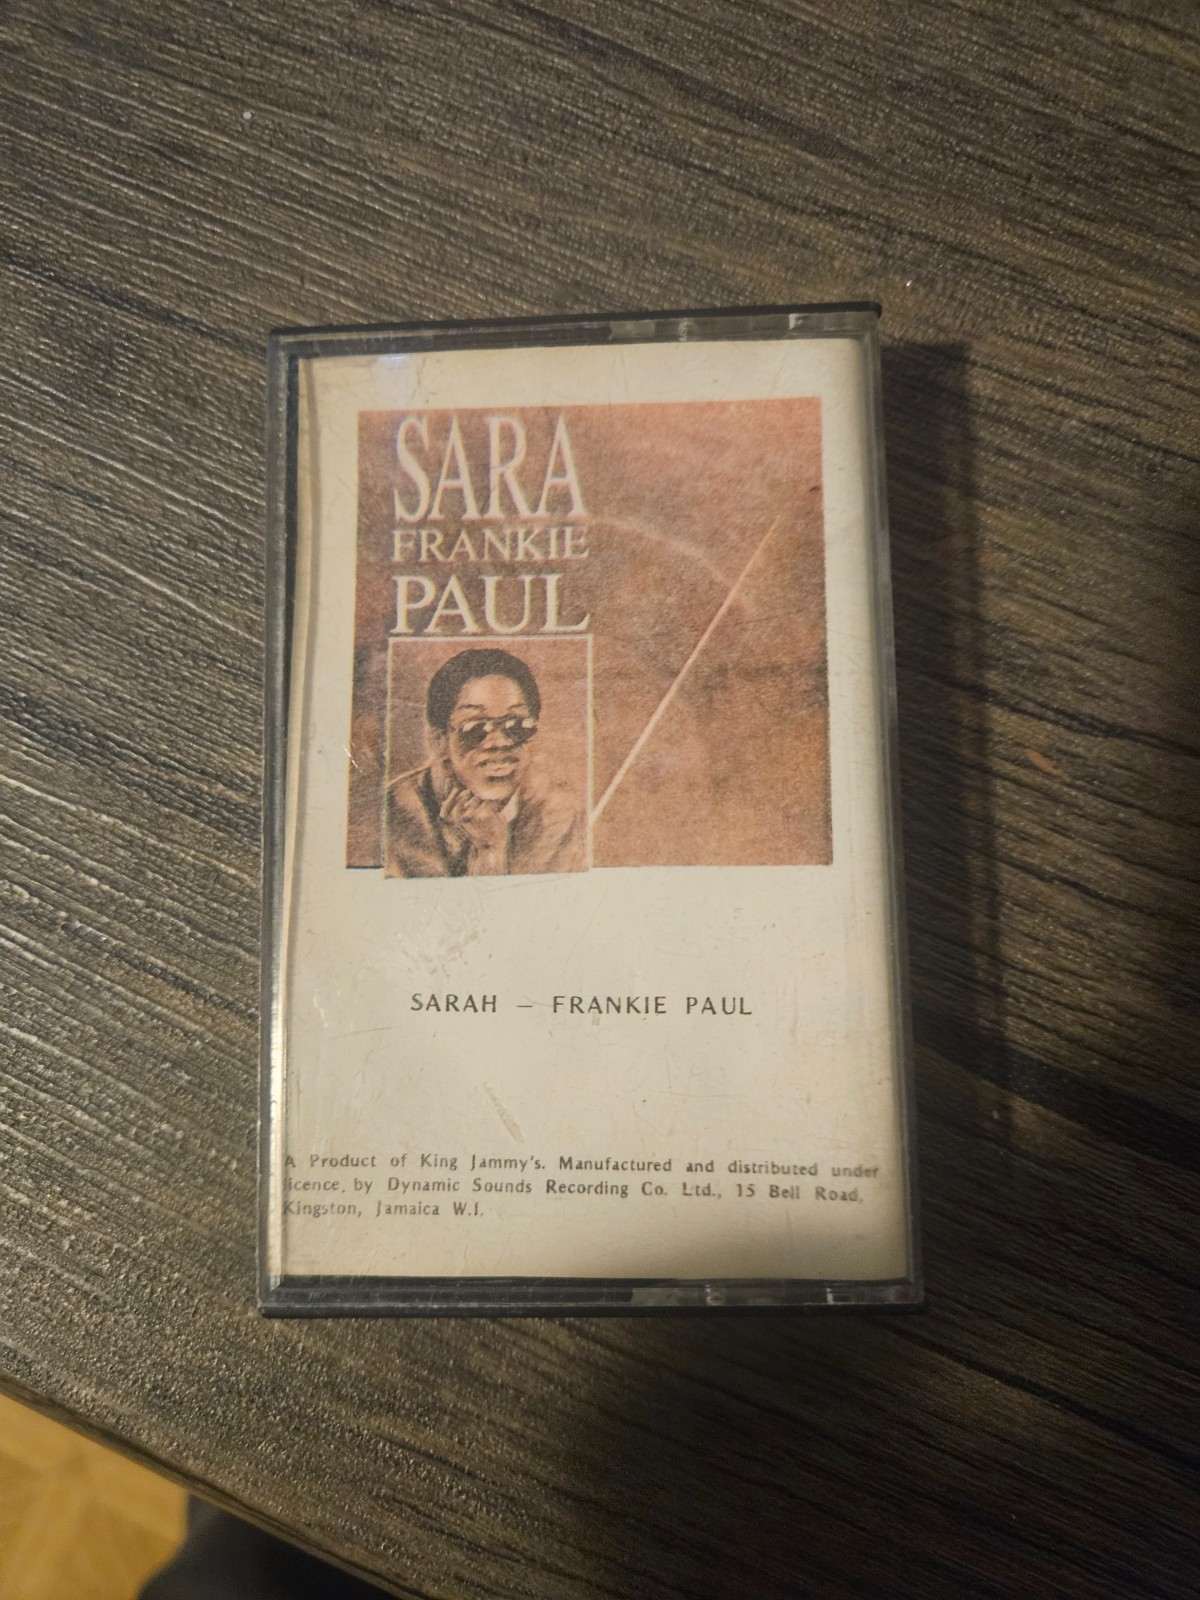 SARA
FRANKIE
PAUL
SARAH – FRANKIE PAUL
A Product of King Jammy's. Manufactured and distributed under
licence, by Dynamic Sounds Recording Co. Ltd., 15 Bell Road,
Kingston, Jamaica W.I.